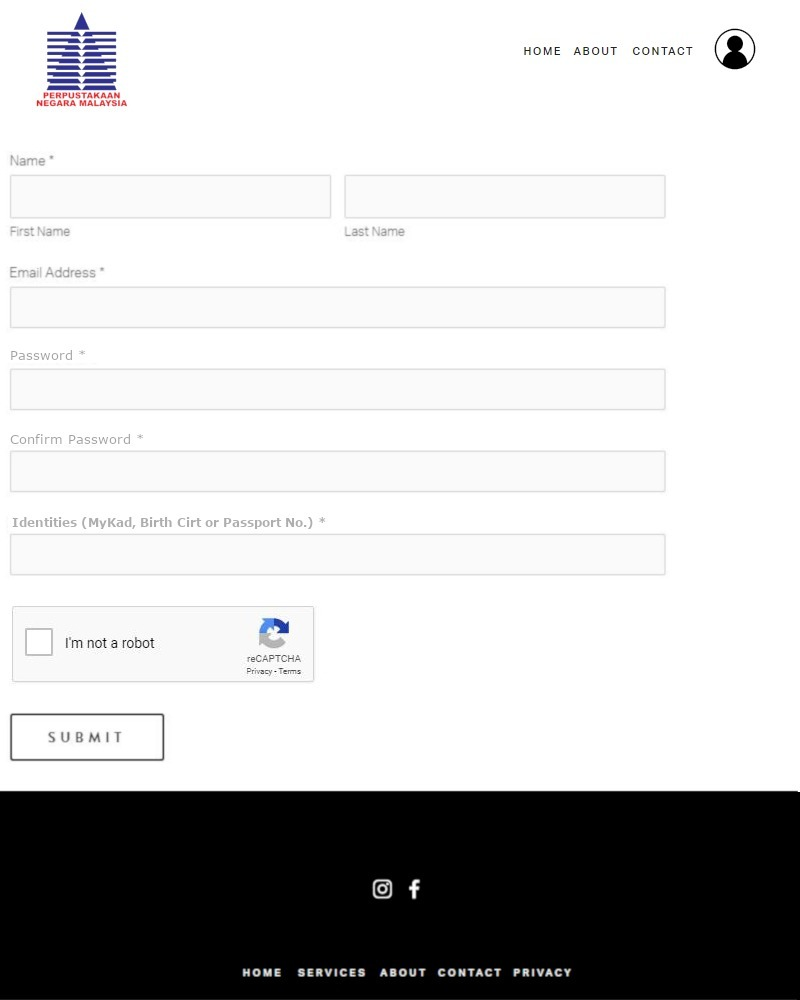 PERPUSTAKAAN
NEGARA MALAYSIA
HOME ABOUT CONTACT
Name *
First Name Last Name
Email Address *
Password *
Confirm Password *
Identities (MyKad, Birth Cirt or Passport No.) *
I'm not a robot
reCAPTCHA
Privacy - Terms
SUBMIT
HOME SERVICES ABOUT CONTACT PRIVACY